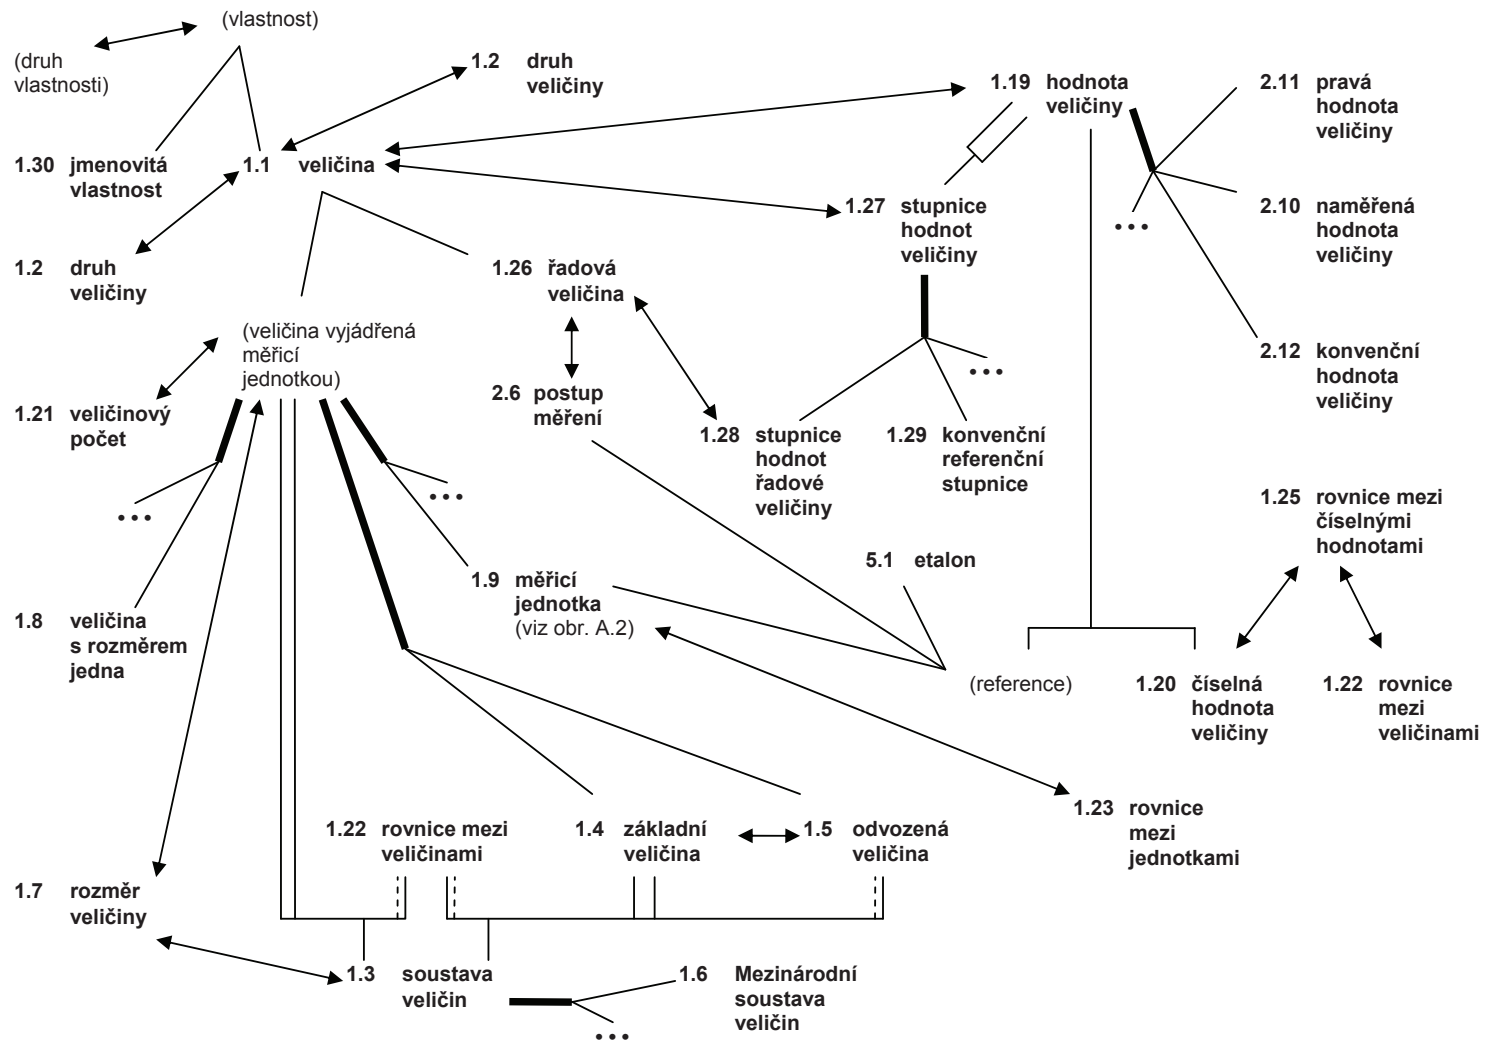 (vlastnost)
(druh
vlastnosti)
1.2 druh
veličiny
1.19 hodnota
veličiny
2.11 pravá
hodnota
veličiny
1.30 jmenovitá
vlastnost
1.1 veličina
1.27 stupnice
hodnot
veličiny
•••
2.10 naměřená
hodnota
veličiny
1.2 druh
veličiny
1.26 řadová
veličina
(veličina vyjádřená
měřicí
jednotkou)
2.12 konvenční
hodnota
veličiny
•••
2.6 postup
měření
1.21 veličinový
počet
1.28 stupnice
hodnot
řadové
veličiny
1.29 konvenční
referenční
stupnice
•••
•••
1.25 rovnice mezi
číselnými
hodnotami
5.1 etalon
1.9 měřicí
jednotka
(viz obr. A.2)
1.8 veličina
s rozměrem
jedna
(reference)
1.20 číselná
hodnota
veličiny
1.22 rovnice
mezi
veličinami
1.23 rovnice
mezi
jednotkami
1.22 rovnice mezi
veličinami
1.4 základní
veličina
1.5 odvozená
veličina
1.7 rozměr
veličiny
1.3 soustava
veličin
1.6 Mezinárodní
soustava
veličin
•••